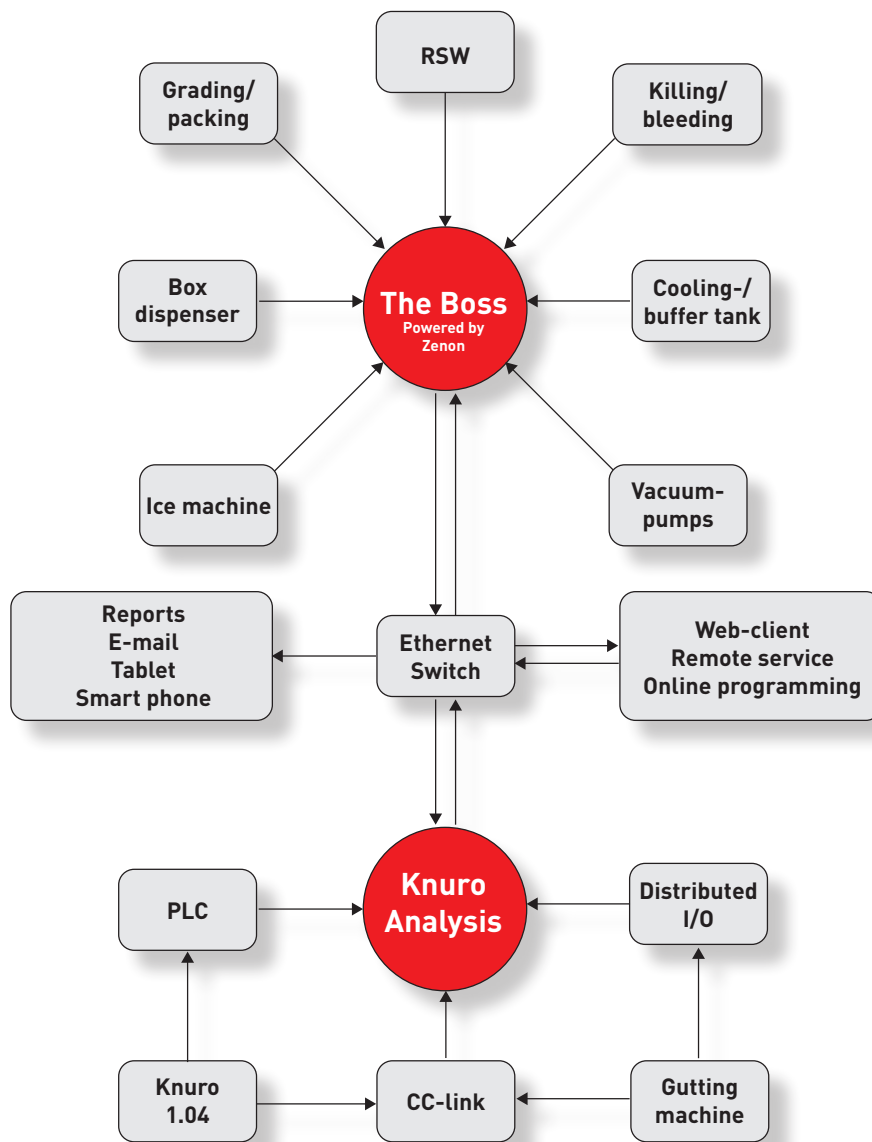 RSW
Grading/
packing
Killing/
bleeding
Box
dispenser
The Boss
Powered by
Zenon
Cooling-/
buffer tank
Ice machine
Vacuum-
pumps
Reports
E-mail
Tablet
Smart phone
Ethernet
Switch
Web-client
Remote service
Online programming
PLC
Knuro
Analysis
Distributed
I/O
Knuro
1.04
CC-link
Gutting
machine